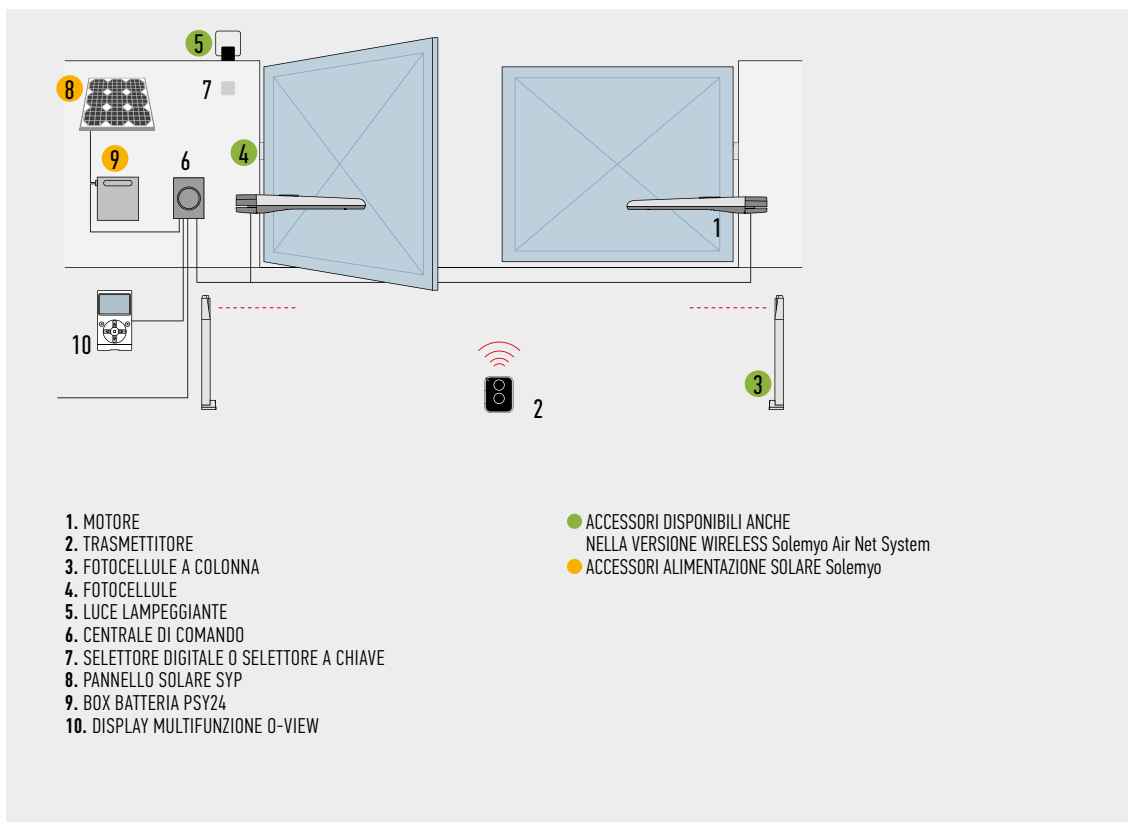 5
8
7
9
6
4
1
10
3
2
1. MOTORE
2. TRASMETTITORE
3. FOTOCELLULE A COLONNA
4. FOTOCELLULE
5. LUCE LAMPEGGIANTE
6. CENTRALE DI COMANDO
7. SELETTORE DIGITALE O SELETTORE A CHIAVE
8. PANNELLO SOLARE SYP
9. BOX BATTERIA PSY24
10. DISPLAY MULTIFUNZIONE O-VIEW
ACCESSORI DISPONIBILI ANCHE
NELLA VERSIONE WIRELESS Solemyo Air Net System
ACCESSORI ALIMENTAZIONE SOLARE Solemyo